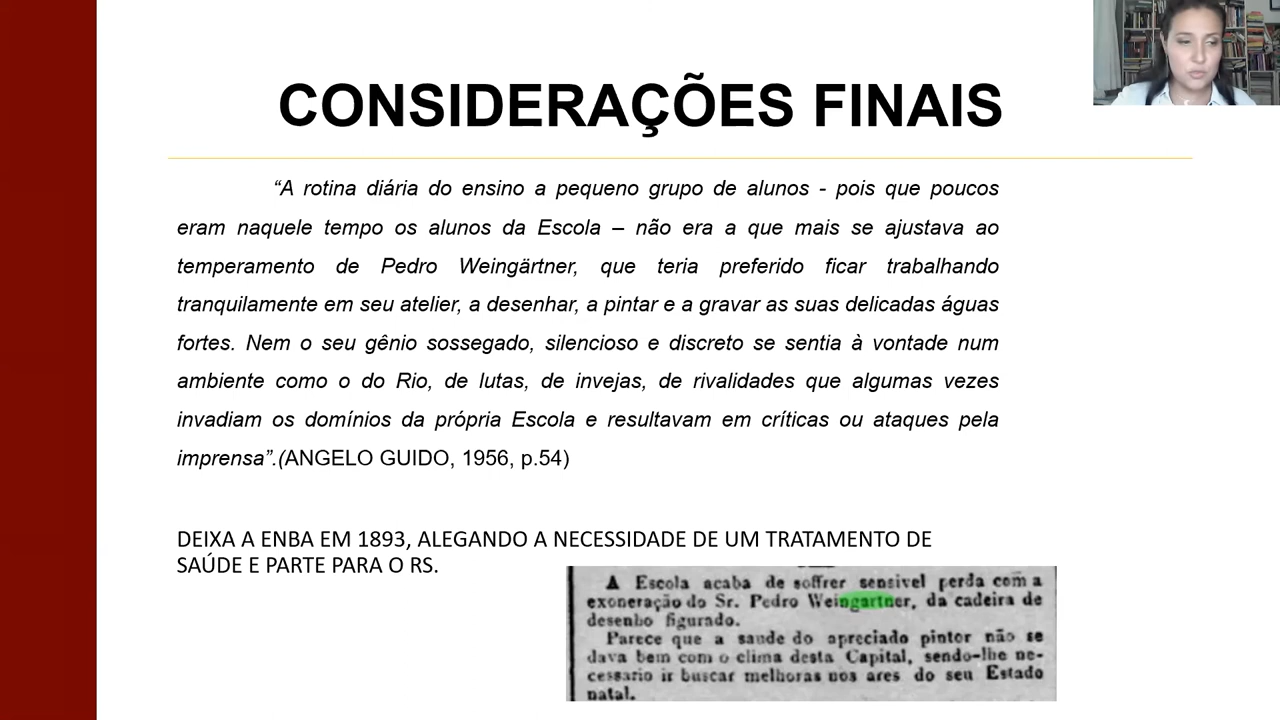 CONSIDERAÇÕES FINAIS
“A rotina diária do ensino a pequeno grupo de alunos - pois que poucos
eram naquele tempo os alunos da Escola – não era a que mais se ajustava ao
temperamento de Pedro Weingärtner, que teria preferido ficar trabalhando
tranquilamente em seu atelier, a desenhar, a pintar e a gravar as suas delicadas águas
fortes. Nem o seu gênio sossegado, silencioso e discreto se sentia à vontade num
ambiente como o do Rio, de lutas, de invejas, de rivalidades que algumas vezes
invadiam os domínios da própria Escola e resultavam em críticas ou ataques pela
imprensa”.(ANGELO GUIDO, 1956, p.54)
DEIXA A ENBA EM 1893, ALEGANDO A NECESSIDADE DE UM TRATAMENTO DE
SAÚDE E PARTE PARA O RS.
A Escola acaba de soffrer sensivel perda com a
exoneração do Sr. Pedro Weingartner, da cadeira de
desenho figurado.
Parece que a saude do apreciado pintor não se
dava bem com o clima desta Capital, sendo-lhe ne-
cessario ir buscar melhoras nos ares do seu Estado
natal.